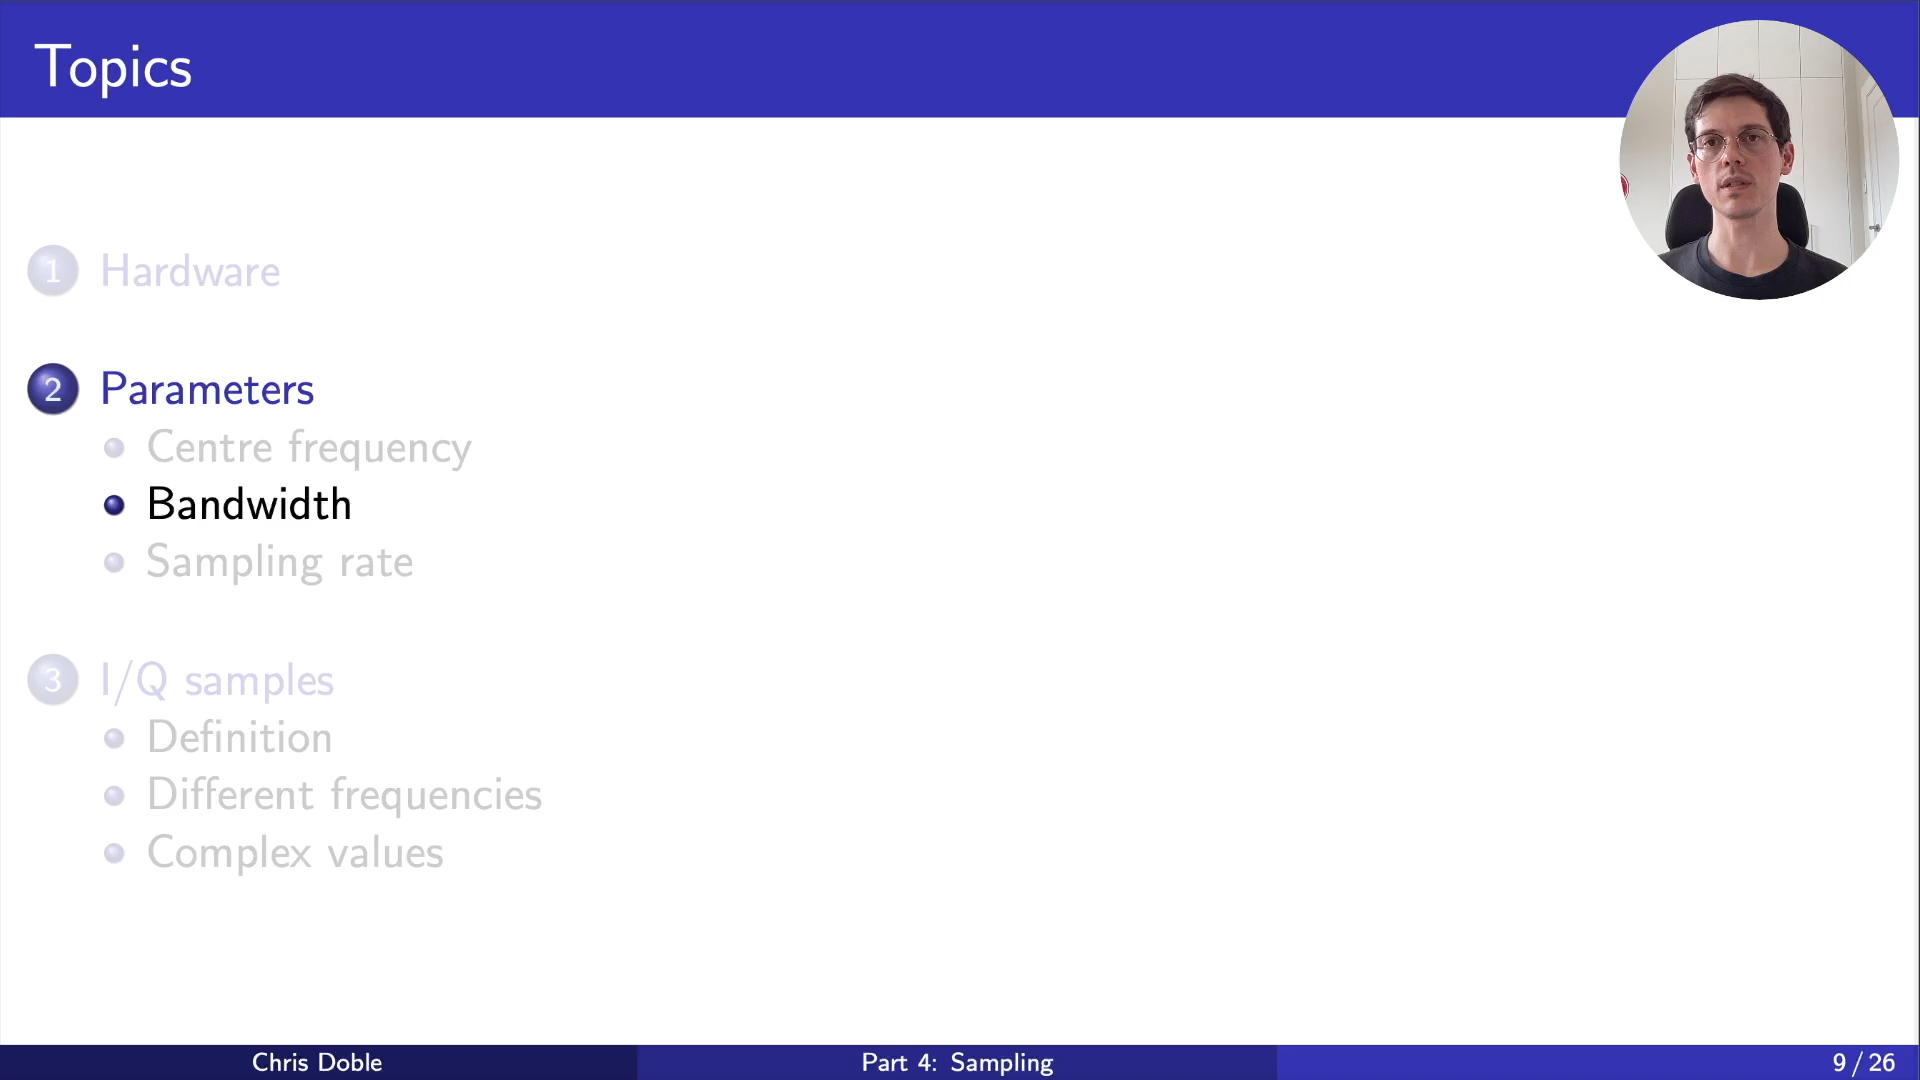 Topics
1 Hardware
2 Parameters
Centre frequency
Bandwidth
Sampling rate
3 I/Q samples
Definition
Different frequencies
Complex values
Chris Doble
Part 4: Sampling
9 / 26